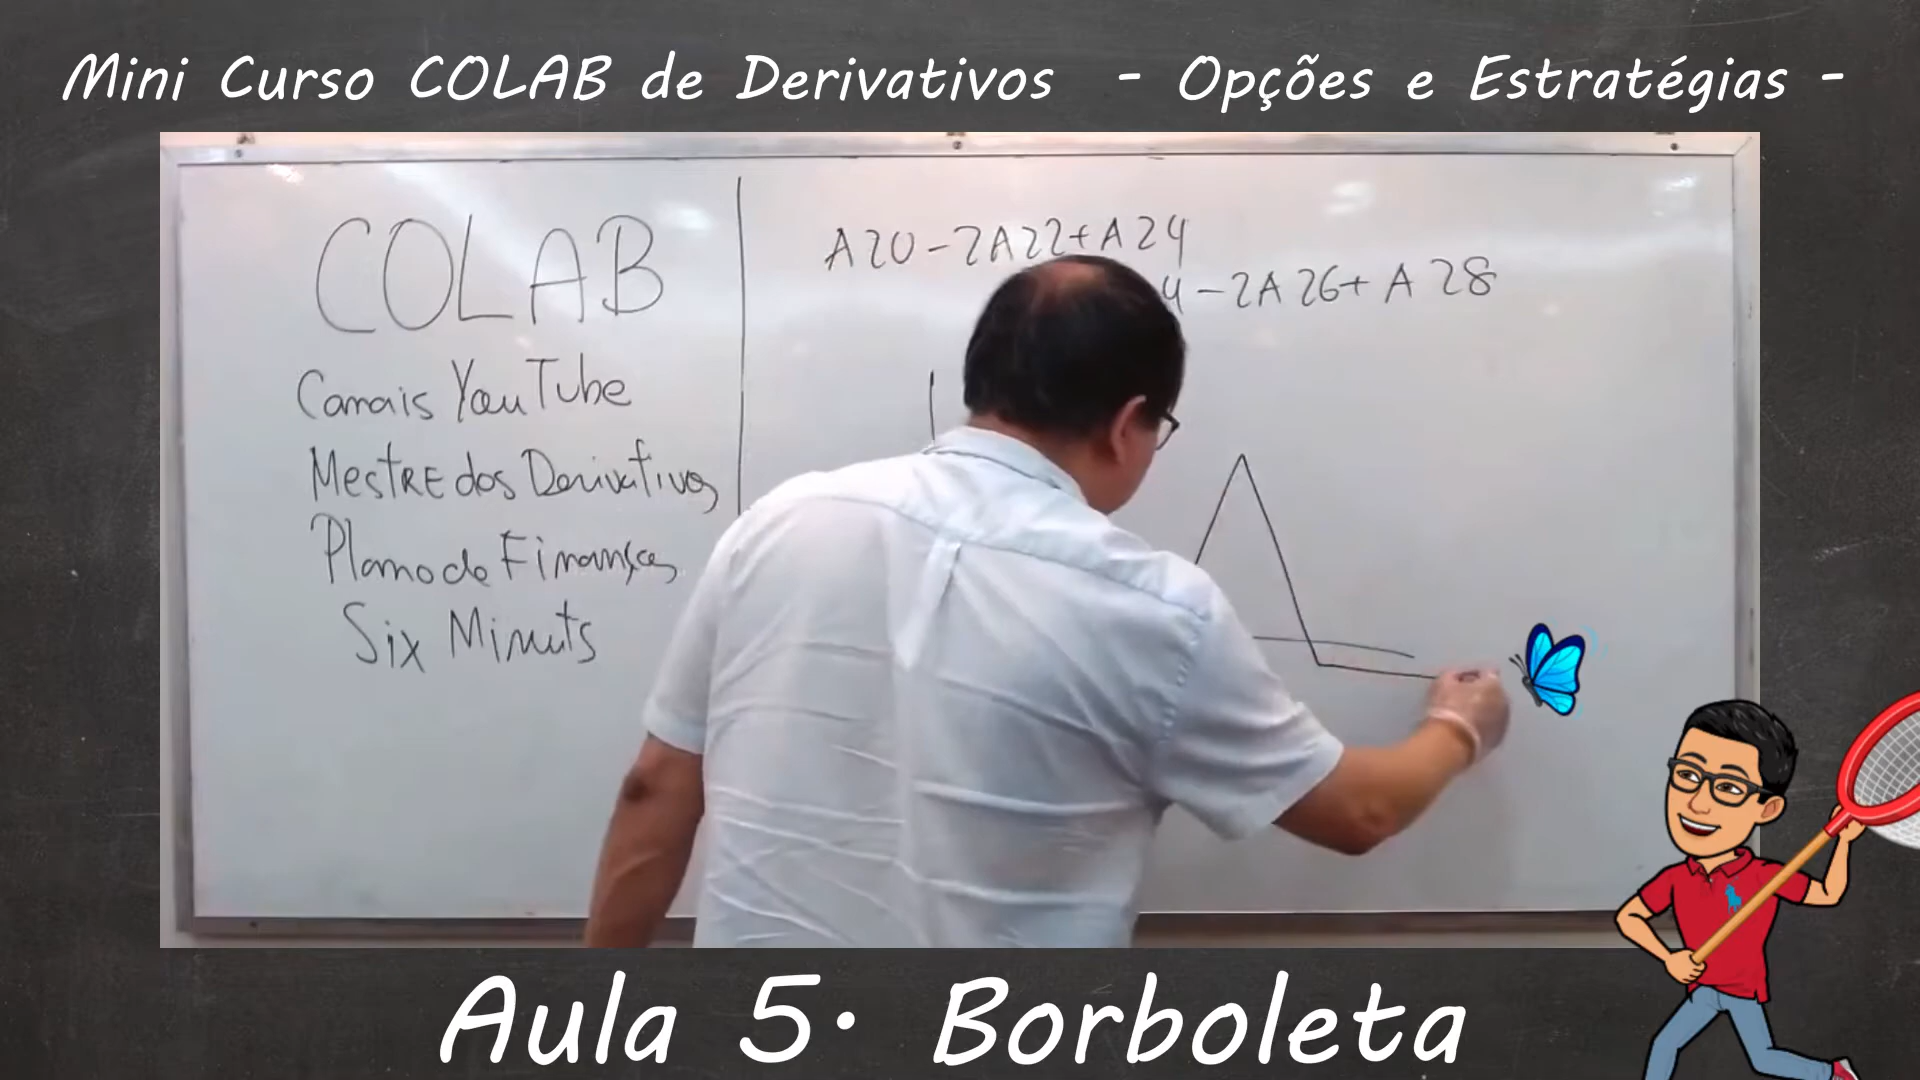 Mini Curso COLAB de Derivativos - Opções e Estratégias -
COLAB
Canais YouTube
Mestre dos Derivativos
Plano de Finanças
Six Minuts
A20-2A22+A24
4-2A26+A28
Aula 5. Borboleta